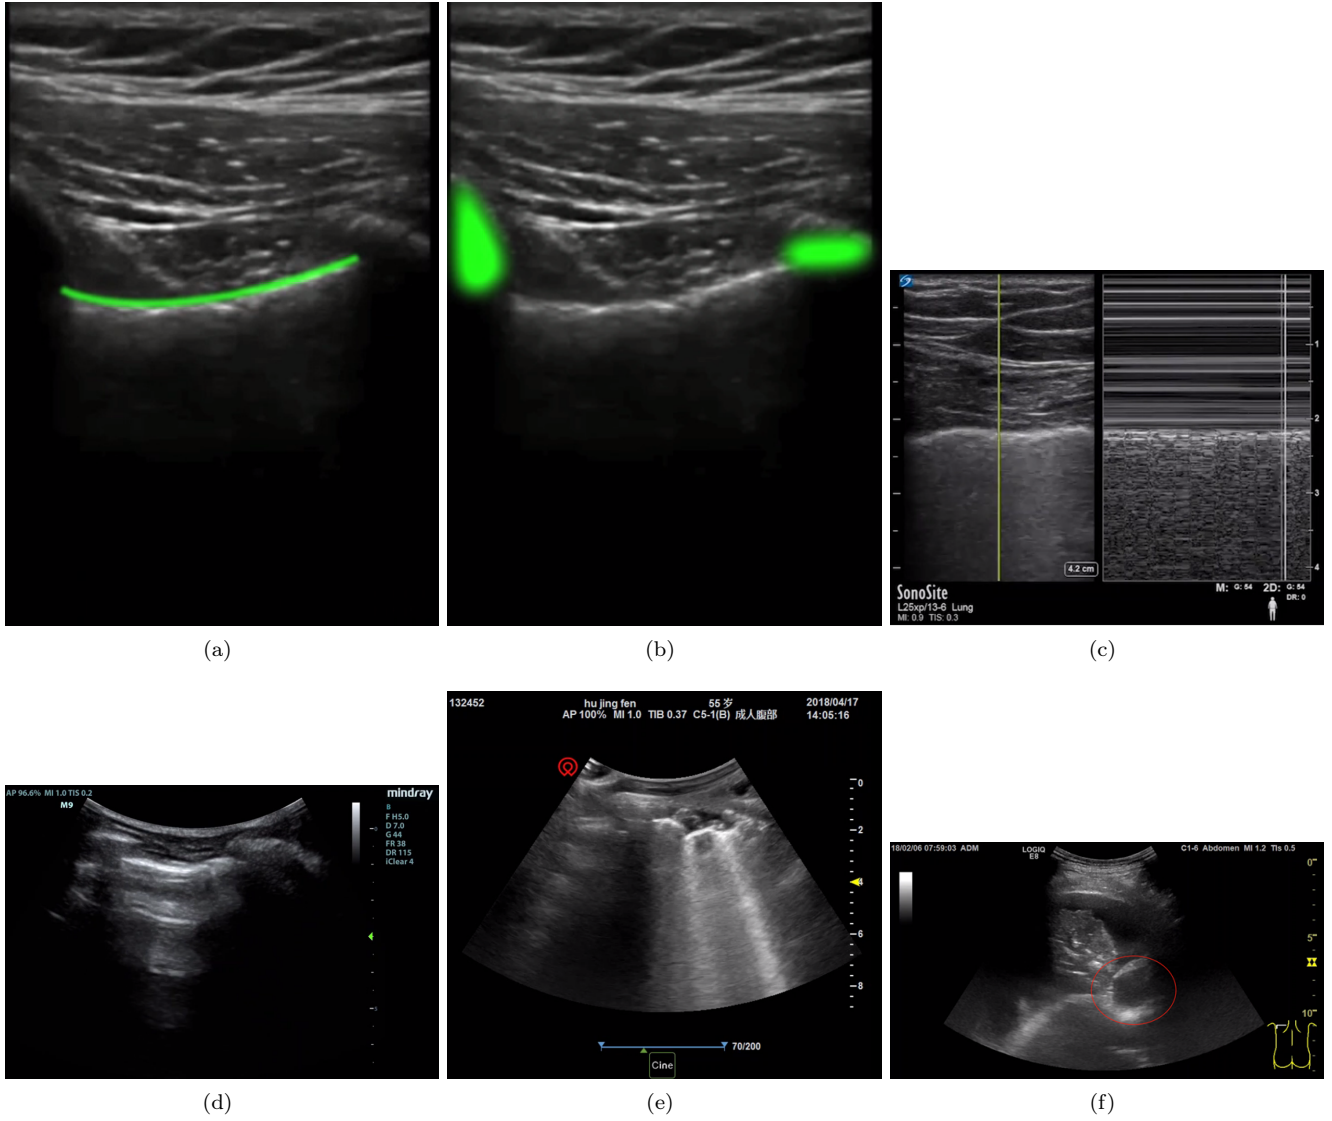 1
2
3
4
4.2 cm
SonoSite
L25xp/13-6 Lung
MI: 0.9 TIS: 0.3
M: G: 54 2D: G: 54
DR: 0
(a)
(b)
(c)
AP 96.6% MI 1.0 TIS 0.2
M9
mindray
B
F H5.0
D 7.0
G 44
FR 38
DR 115
iClear 4
132452 hu jing fen 55 岁 2018/04/17
AP 100% MI 1.0 TIB 0.37 C5-1(B) 成人腹部 14:05:16
0
2
4
6
8
70/200
Cine
18/02/06 07:59:03 ADM LOGIQ E8 C1-6 Abdomen MI 1.2 TIs 0.5
0
5
10
(d)
(e)
(f)